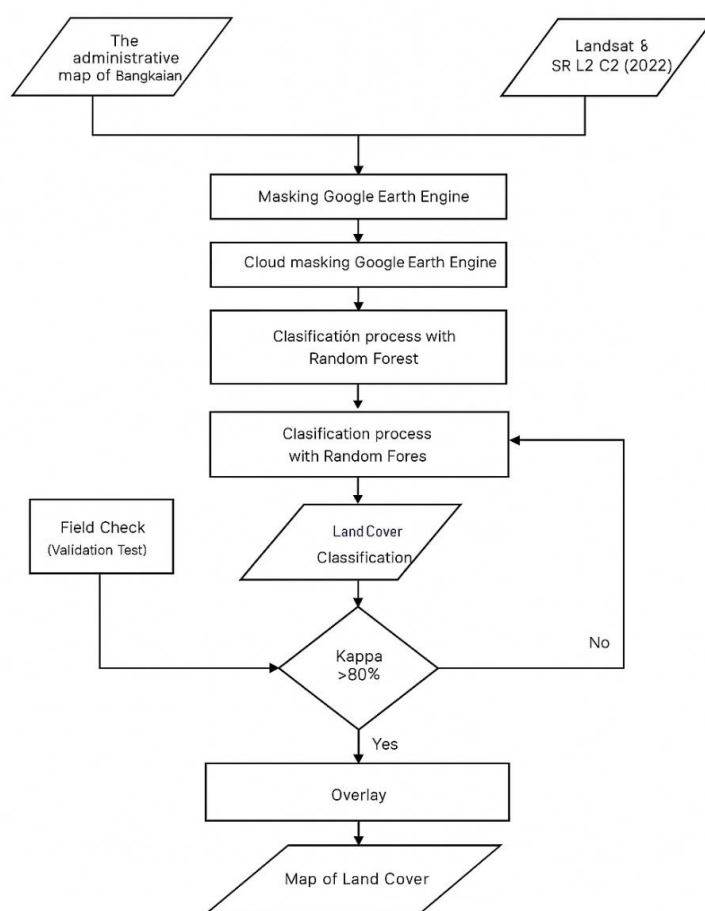 The
administrative
map of Bangkaian
Landsat &
SR L2 C2 (2022)
Masking Google Earth Engine
Cloud masking Google Earth Engine
Clasificatión process with
Random Forest
Clasification process
with Random Fores
Field Check
(Validation Test)
Land Cover
Classification
Kappa
>80%
No
Yes
Overlay
Map of Land Cover